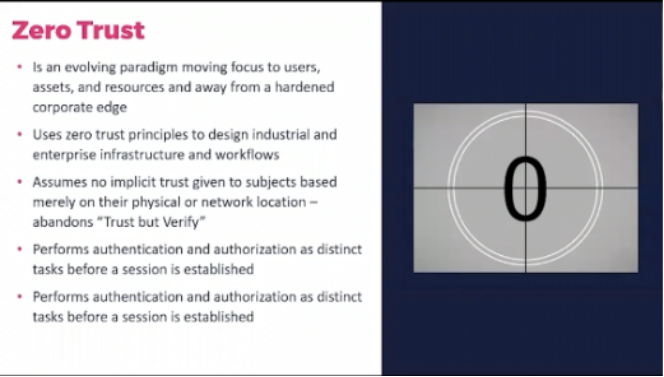 Zero Trust
• Is an evolving paradigm moving focus to users,
assets, and resources and away from a hardened
corporate edge
• Uses zero trust principles to design industrial and
enterprise infrastructure and workflows
• Assumes no implicit trust given to subjects based
merely on their physical or network location –
abandons “Trust but Verify”
• Performs authentication and authorization as distinct
tasks before a session is established
• Performs authentication and authorization as distinct
tasks before a session is established
0